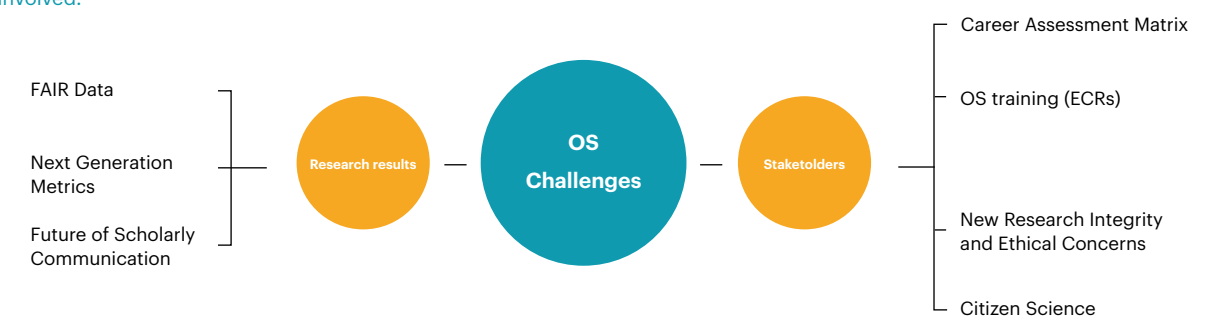 involved.
FAIR Data
Next Generation
Metrics
Future of Scholarly
Communication
Research results
OS
Challenges
Staketolders
Career Assessment Matrix
OS training (ECRs)
New Research Integrity
and Ethical Concerns
Citizen Science